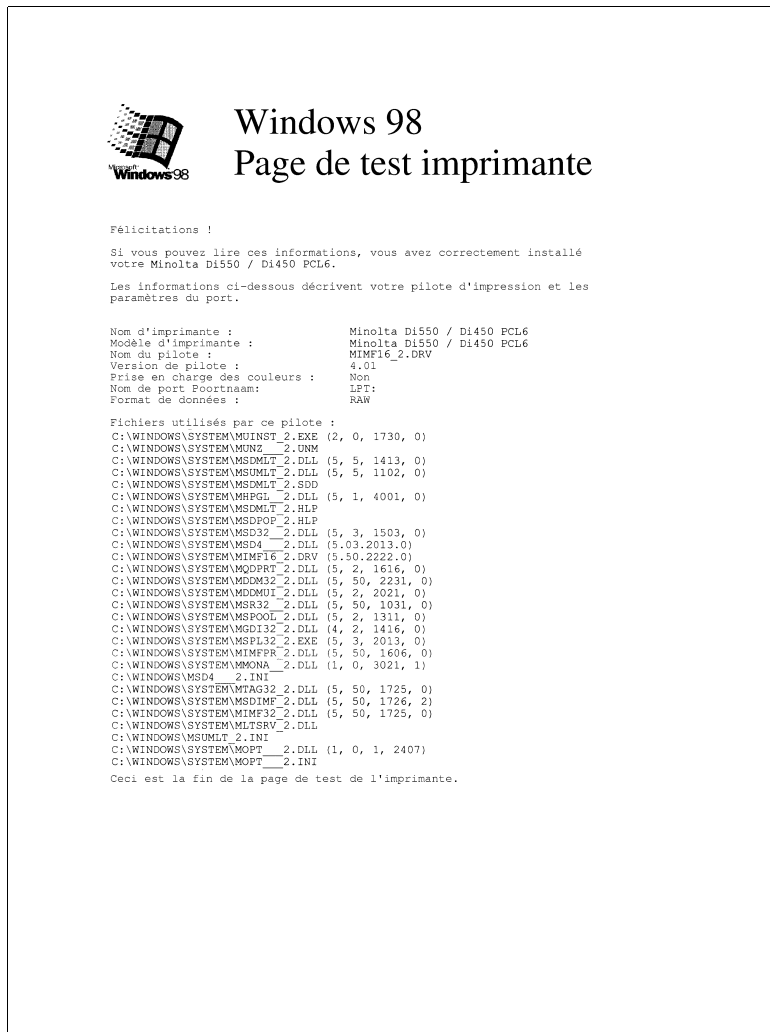 Microsoft
Windows 98
Windows 98
Page de test imprimante
Félicitations !
Si vous pouvez lire ces informations, vous avez correctement installé
votre Minolta Di550 / Di450 PCL6.
Les informations ci-dessous décrivent votre pilote d'impression et les
paramètres du port.
Nom d'imprimante : Minolta Di550 / Di450 PCL6
Modèle d'imprimante : Minolta Di550 / Di450 PCL6
Nom du pilote : MIMF16_2.DRV
Version de pilote : 4.01
Prise en charge des couleurs : Non
Nom de port Poortnaam: LPT:
Format de données : RAW
Fichiers utilisés par ce pilote :
C:\WINDOWS\SYSTEM\MUINST_2.EXE (2, 0, 1730, 0)
C:\WINDOWS\SYSTEM\MUNZ___2.UNM
C:\WINDOWS\SYSTEM\MSDMLT_2.DLL (5, 5, 1413, 0)
C:\WINDOWS\SYSTEM\MSUMLT_2.DLL (5, 5, 1102, 0)
C:\WINDOWS\SYSTEM\MSDMLT_2.SDD
C:\WINDOWS\SYSTEM\MHPGL__2.DLL (5, 1, 4001, 0)
C:\WINDOWS\SYSTEM\MSDMLT_2.HLP
C:\WINDOWS\SYSTEM\MSDPOP_2.HLP
C:\WINDOWS\SYSTEM\MSD32__2.DLL (5, 3, 1503, 0)
C:\WINDOWS\SYSTEM\MSD4___2.DLL (5.03.2013.0)
C:\WINDOWS\SYSTEM\MIMF16_2.DRV (5.50.2222.0)
C:\WINDOWS\SYSTEM\MQDPRT_2.DLL (5, 2, 1616, 0)
C:\WINDOWS\SYSTEM\MDDM32_2.DLL (5, 50, 2231, 0)
C:\WINDOWS\SYSTEM\MDDMUI_2.DLL (5, 2, 2021, 0)
C:\WINDOWS\SYSTEM\MSR32__2.DLL (5, 50, 1031, 0)
C:\WINDOWS\SYSTEM\MSPOOL_2.DLL (5, 2, 1311, 0)
C:\WINDOWS\SYSTEM\MGDI32_2.DLL (4, 2, 1416, 0)
C:\WINDOWS\SYSTEM\MSPL32_2.EXE (5, 3, 2013, 0)
C:\WINDOWS\SYSTEM\MIMFPR_2.DLL (5, 50, 1606, 0)
C:\WINDOWS\SYSTEM\MMONA__2.DLL (1, 0, 3021, 1)
C:\WINDOWS\MSD4___2.INI
C:\WINDOWS\SYSTEM\MTAG32_2.DLL (5, 50, 1725, 0)
C:\WINDOWS\SYSTEM\MSDIMF_2.DLL (5, 50, 1726, 2)
C:\WINDOWS\SYSTEM\MIMF32_2.DLL (5, 50, 1725, 0)
C:\WINDOWS\SYSTEM\MLTSRV_2.DLL
C:\WINDOWS\MSUMLT_2.INI
C:\WINDOWS\SYSTEM\MOPT___2.DLL (1, 0, 1, 2407)
C:\WINDOWS\SYSTEM\MOPT___2.INI
Ceci est la fin de la page de test de l'imprimante.